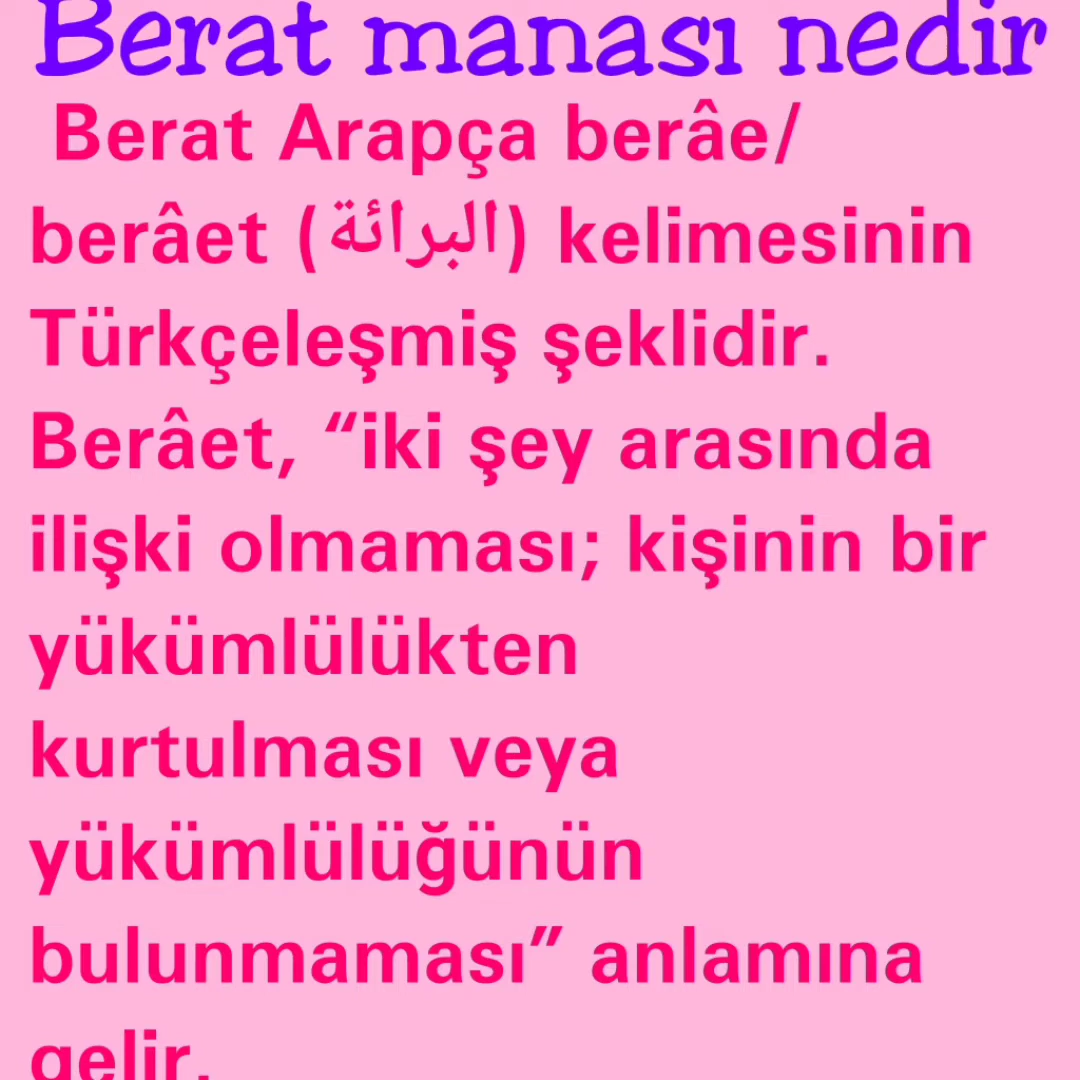 Berat manası nedir
Berat Arapça berâe/
berâet (البرائة) kelimesinin
Türkçeleşmiş şeklidir.
Berâet, “iki şey arasında
ilişki olmaması; kişinin bir
yükümlülükten
kurtulması veya
yükümlülüğünün
bulunmaması” anlamına
gelir.